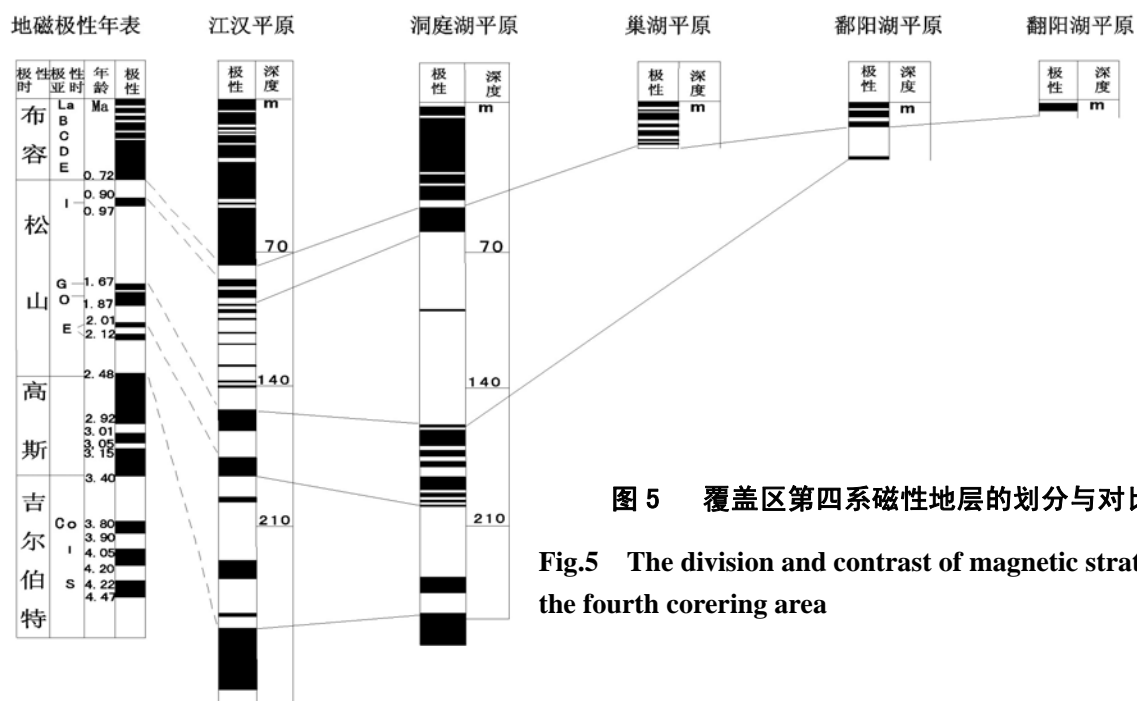 地磁极性年表 江汉平原 洞庭湖平原 巢湖平原 鄱阳湖平原 翻阳湖平原
极性时 极性亚时 年龄 极性 极性 深度 极性 深度 极性 深度 极性 深度 极性 深度
La Ma m m m m m
布容
B
C
D
E
0.72
0.90
I
0.97
松山
70 70
G 1.67
O
1.87
2.01
E
2.12
2.48
140 140
高斯
2.92
3.01
3.05
3.15
3.40
吉尔伯特
Co 3.80
3.90
210 210
I 4.05
4.20
S 4.22
4.47
图 5 覆盖区第四系磁性地层的划分与对比
Fig.5 The division and contrast of magnetic strat
the fourth corering area